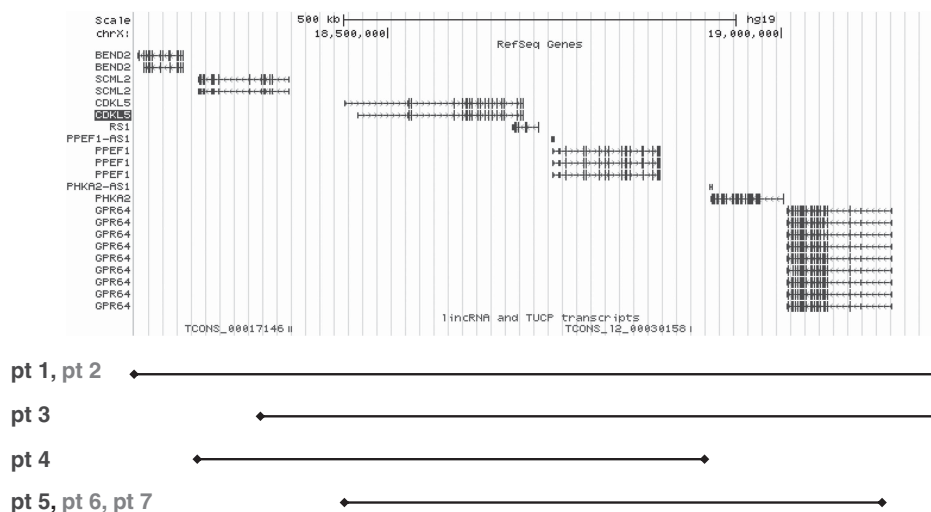 Scale 500 kb hg19
chrX: 18,500,000 19,000,000
RefSeq Genes
BEND2
BEND2
SCML2
SCML2
CDKL5
CDKL5
RS1
PPEF1-AS1
PPEF1
PPEF1
PPEF1
PHKA2-AS1
PHKA2
GPR64
GPR64
GPR64
GPR64
GPR64
GPR64
GPR64
GPR64
GPR64
lincRNA and TUCP transcripts
TCONS_00017146 TCONS_l2_00030158
pt 1, pt 2
pt 3
pt 4
pt 5, pt 6, pt 7